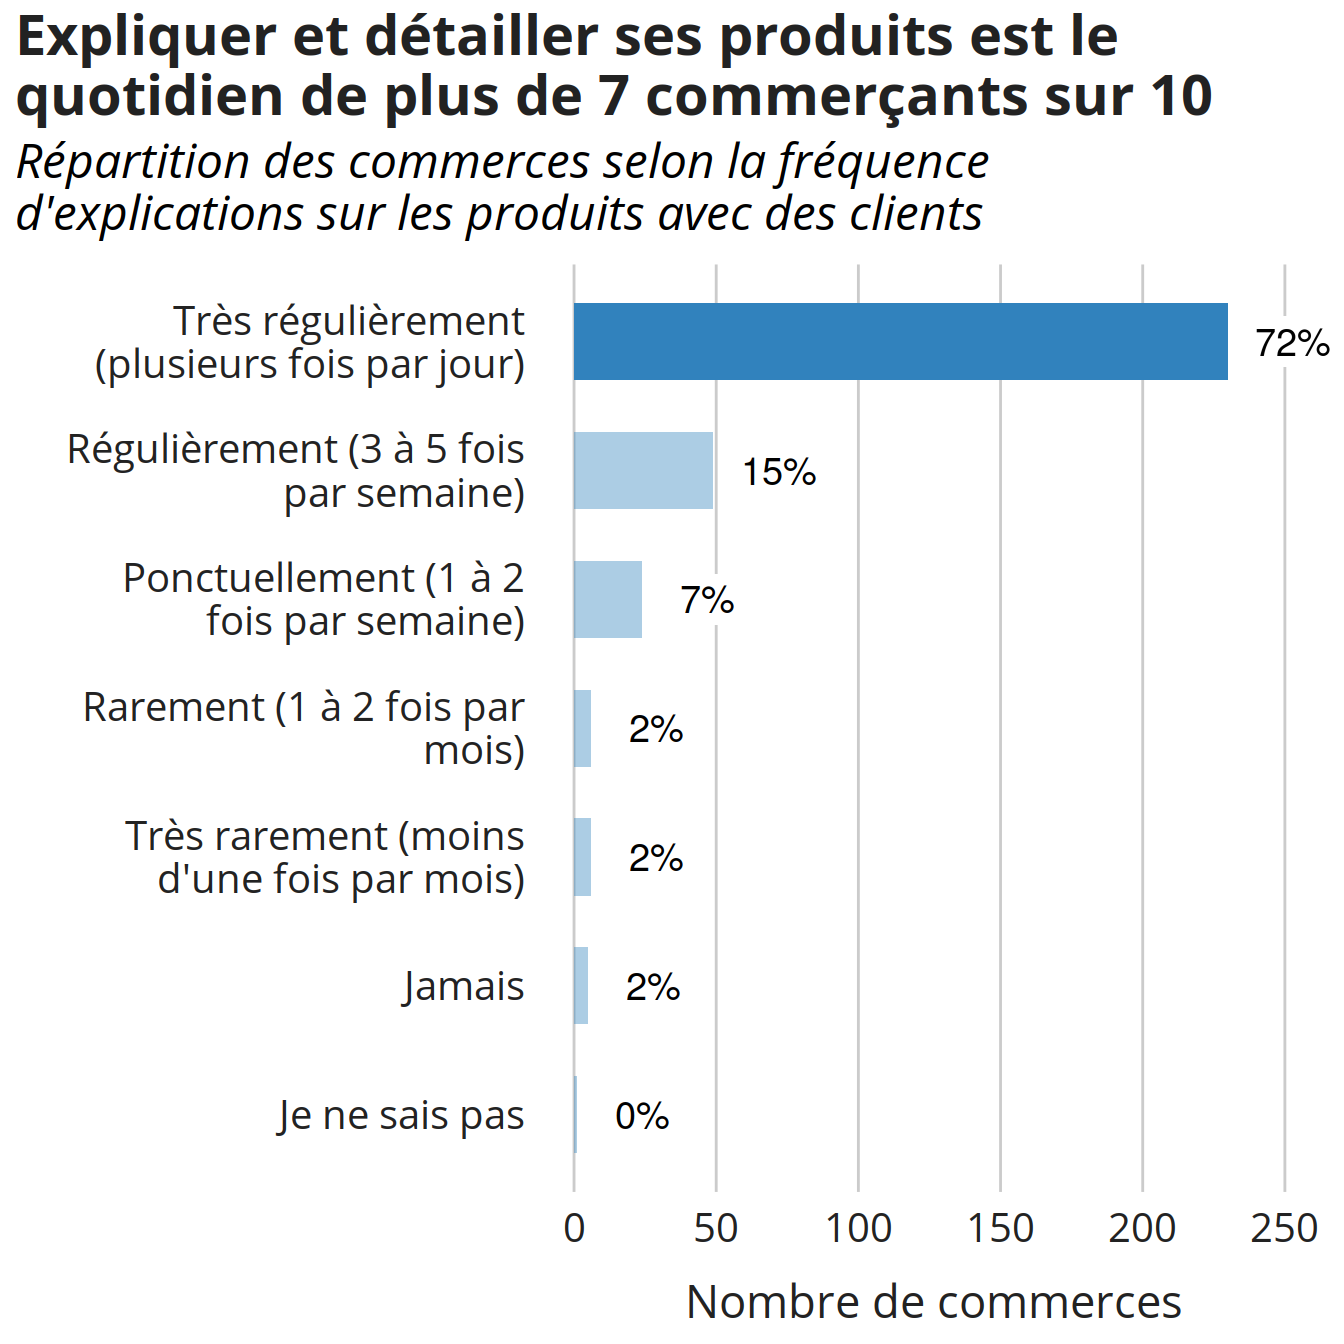 Expliquer et détailler ses produits est le
quotidien de plus de 7 commerçants sur 10
Répartition des commerces selon la fréquence
d'explications sur les produits avec des clients
Très régulièrement
(plusieurs fois par jour)
72%
Régulièrement (3 à 5 fois
par semaine)
15%
Ponctuellement (1 à 2
fois par semaine)
7%
Rarement (1 à 2 fois par
mois)
2%
Très rarement (moins
d'une fois par mois)
2%
Jamais
2%
Je ne sais pas
0%
0 50 100 150 200 250
Nombre de commerces